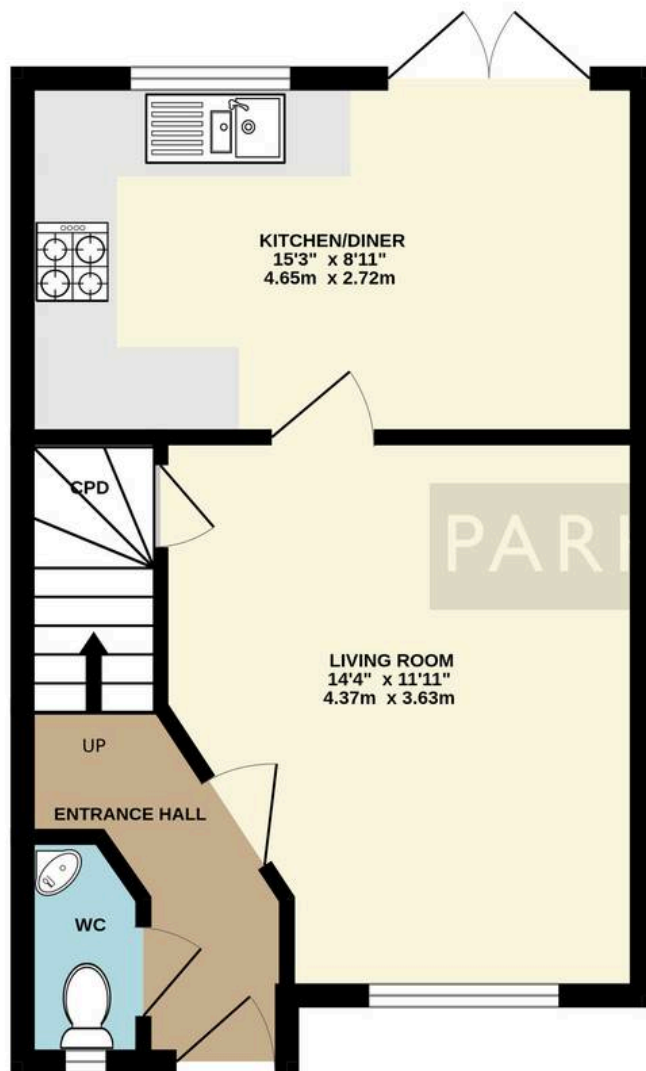 KITCHEN/DINER
15'3" x 8'11"
4.65m x 2.72m
CPD
PARK
LIVING ROOM
14'4" x 11'11"
4.37m x 3.63m
UP
ENTRANCE HALL
WC